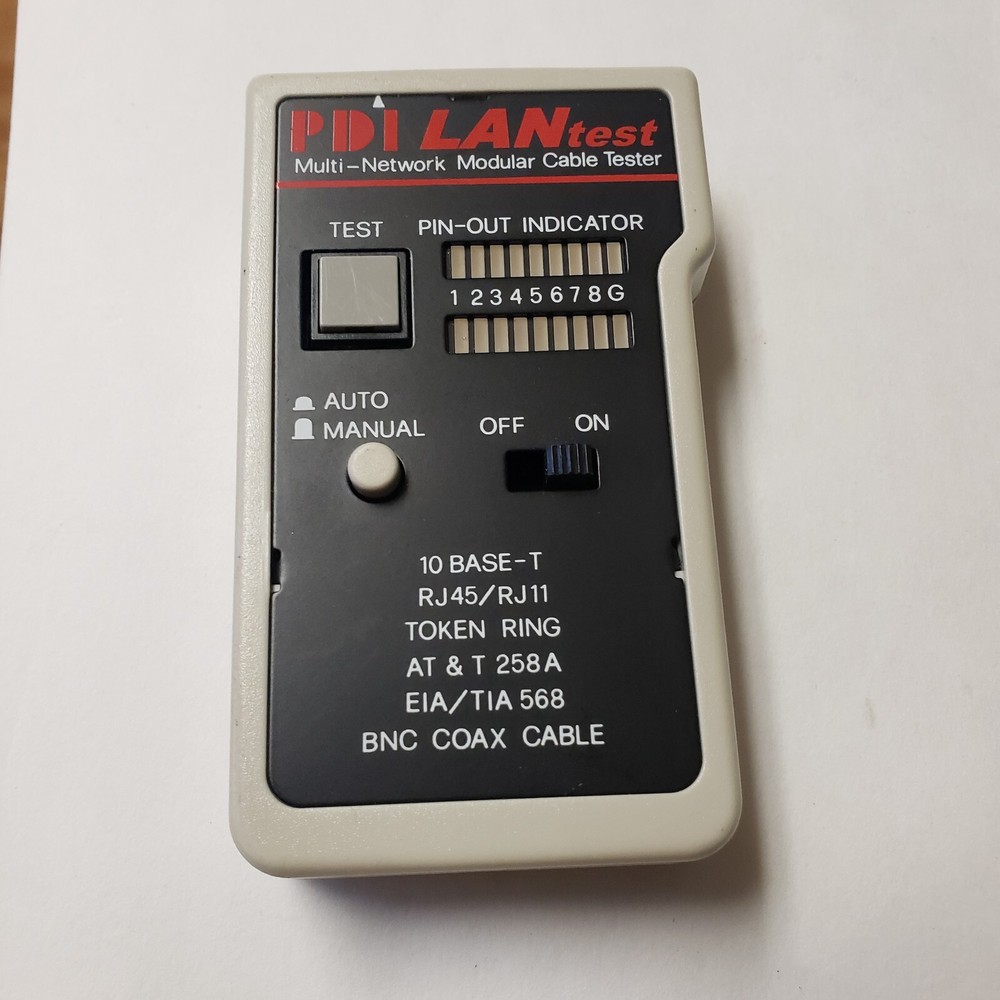 PDI LANtest
Multi-Network Modular Cable Tester
TEST
PIN-OUT INDICATOR
1 2 3 4 5 6 7 8 G
AUTO
MANUAL
OFF ON
10 BASE-T
RJ45/RJ11
TOKEN RING
AT & T 258A
EIA/TIA 568
BNC COAX CABLE